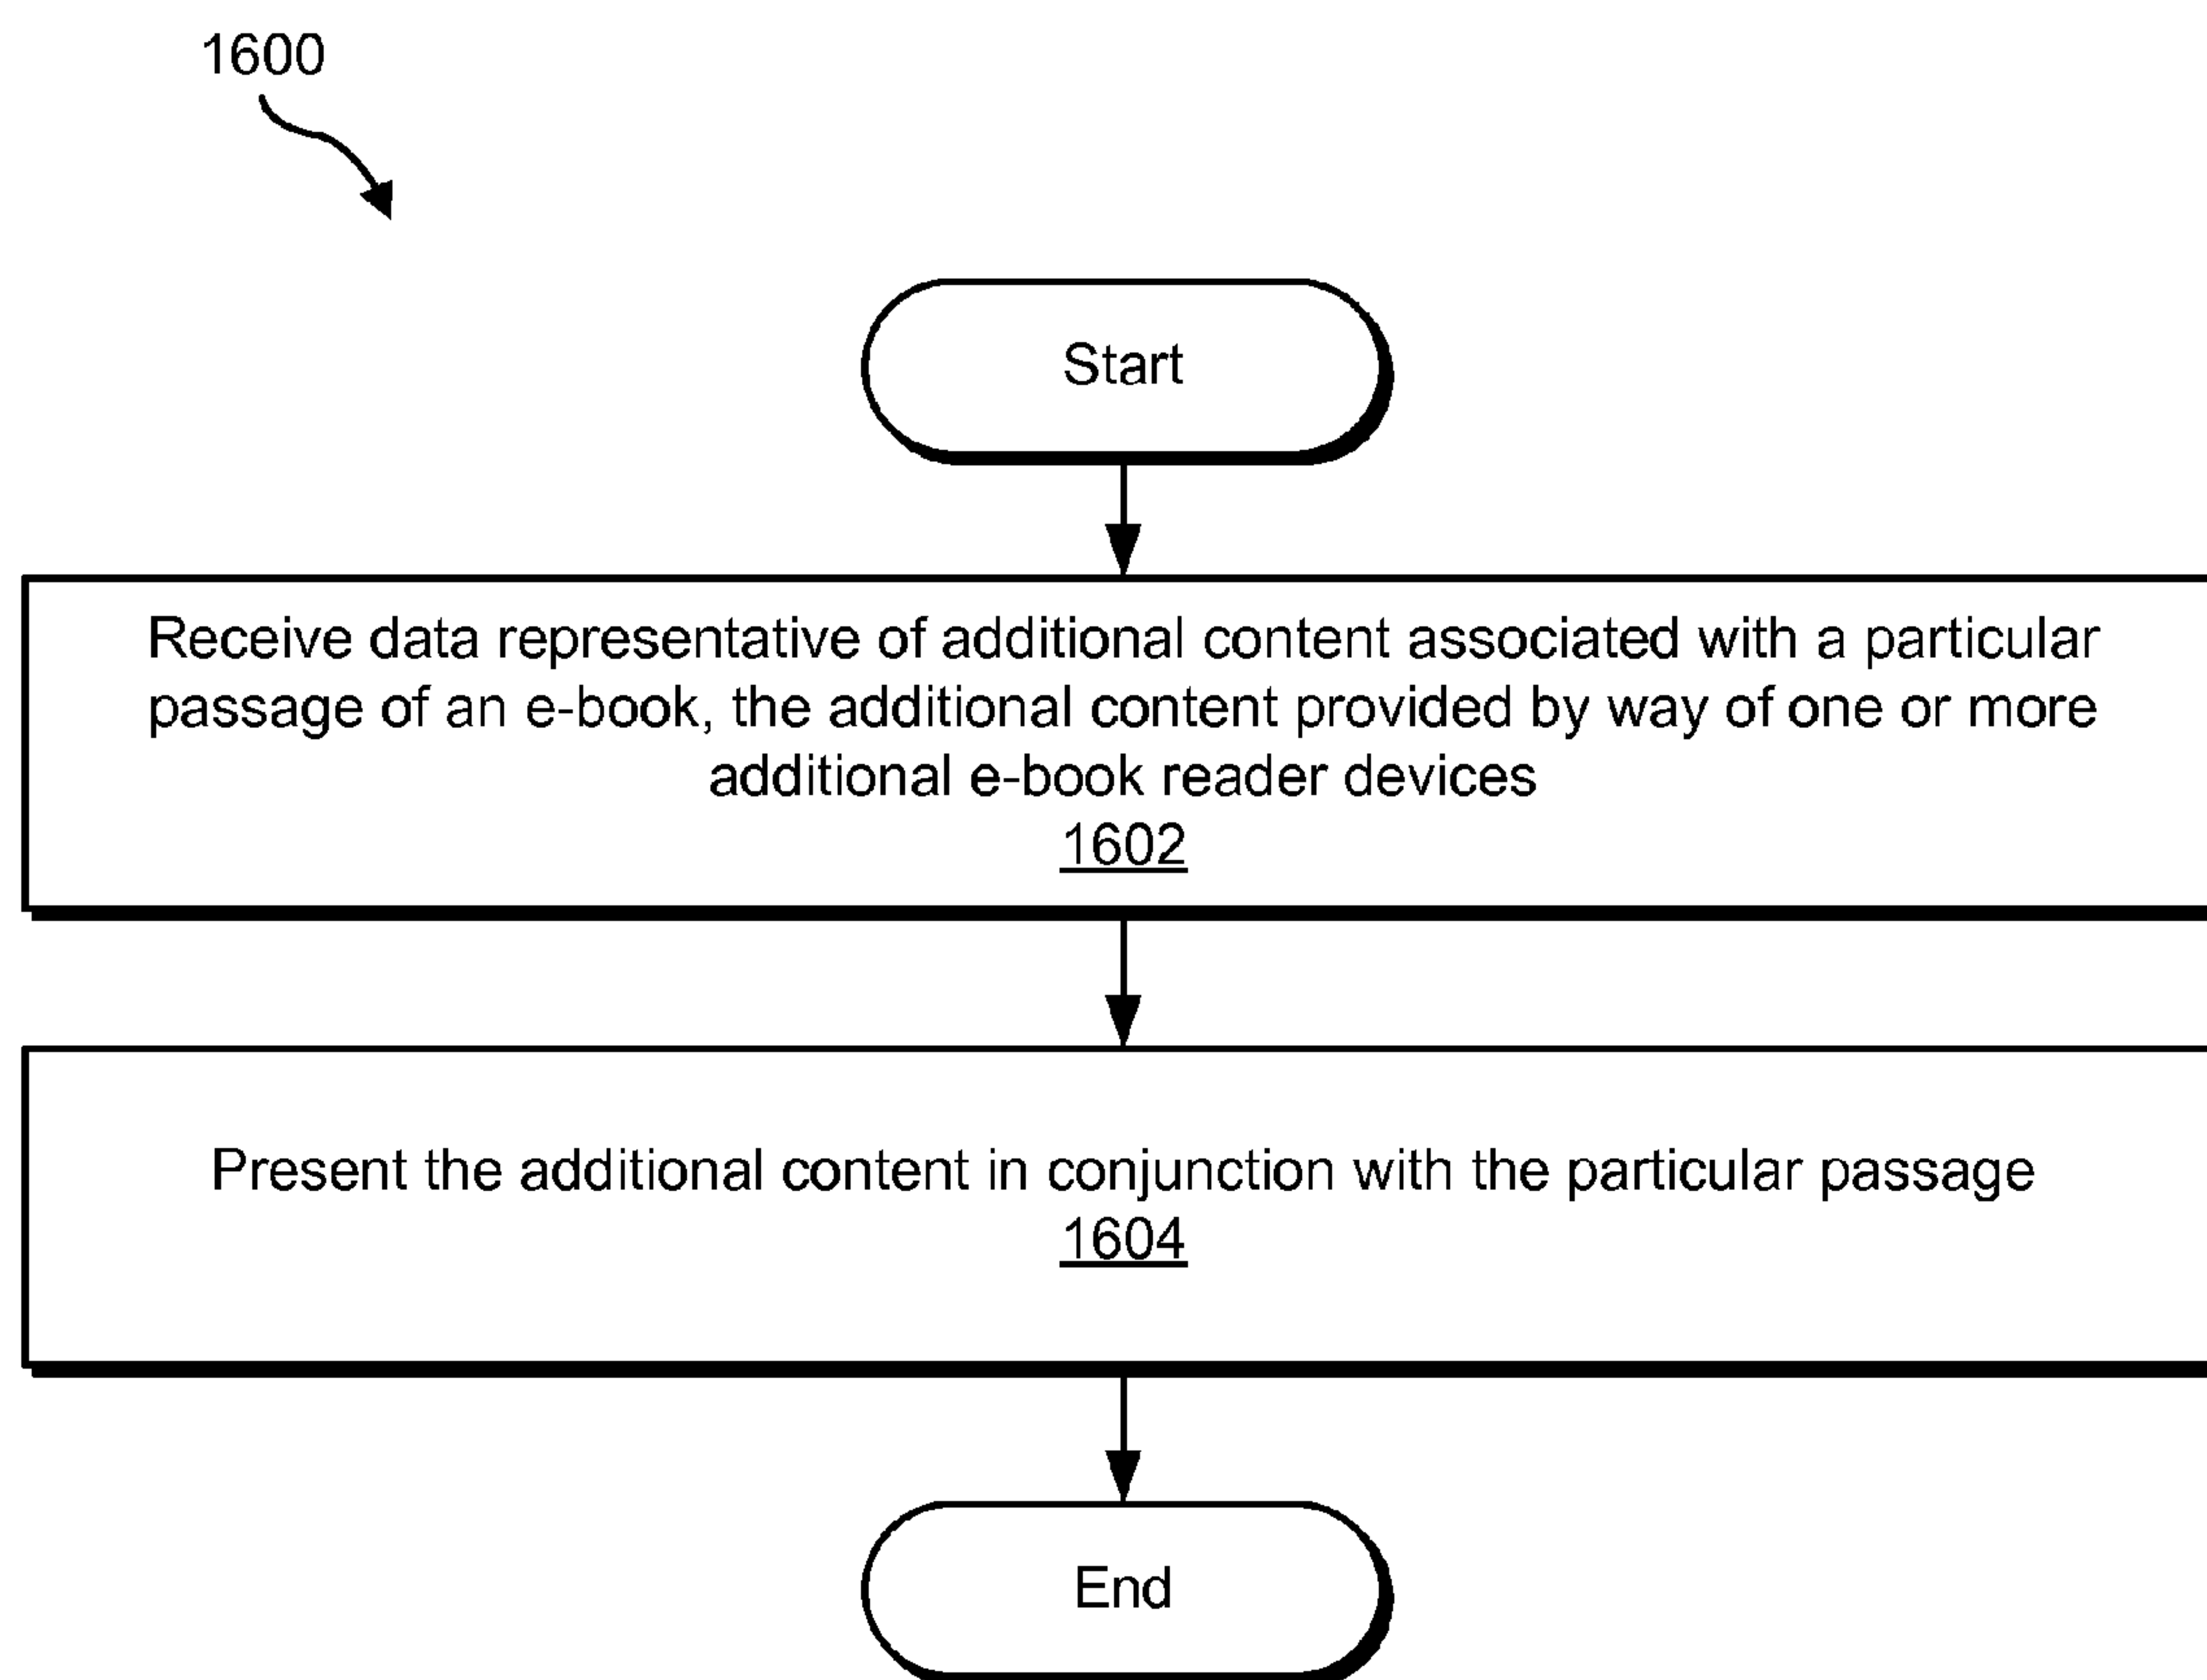 1600
Start
Receive data representative of additional content associated with a particular
passage of an e-book, the additional content provided by way of one or more
additional e-book reader devices
1602
Present the additional content in conjunction with the particular passage
1604
End